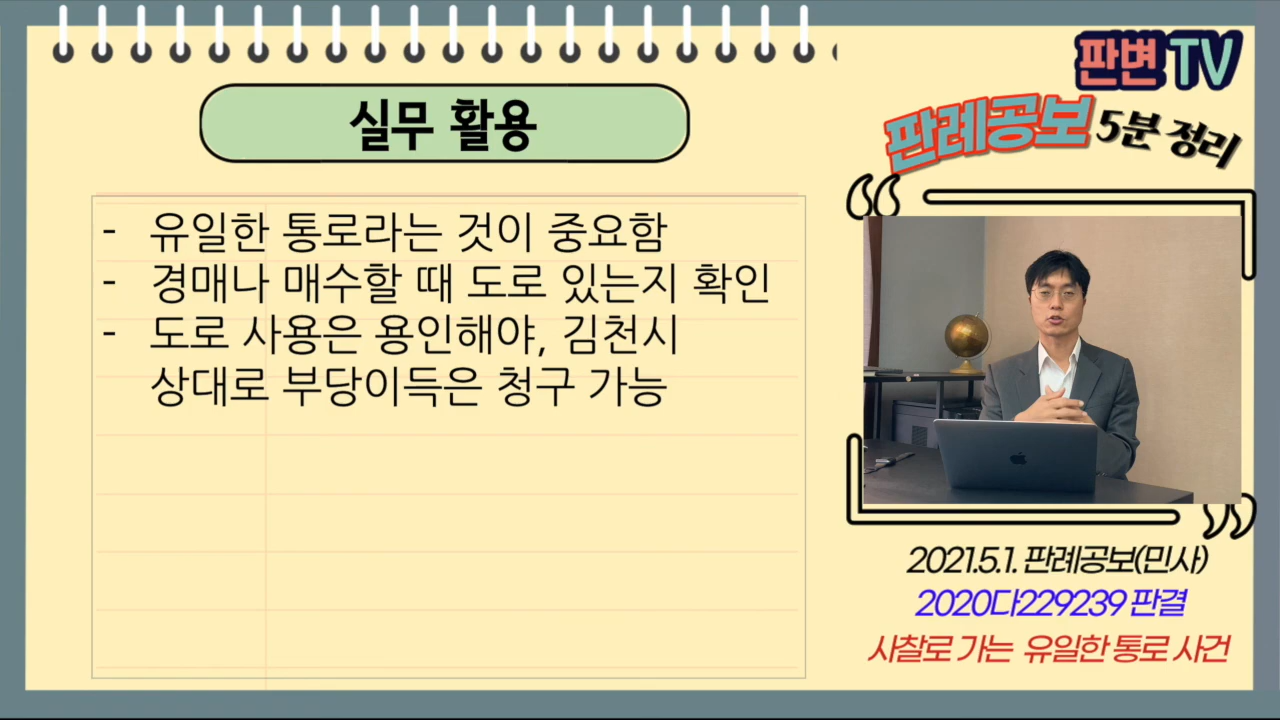 실무 활용
- 유일한 통로라는 것이 중요함
- 경매나 매수할 때 도로 있는지 확인
- 도로 사용은 용인해야, 김천시
상대로 부당이득은 청구 가능
판변 TV
판례공보 5분 정리
2021.5.1. 판례공보(민사)
2020다229239 판결
사찰로 가는 유일한 통로 사건